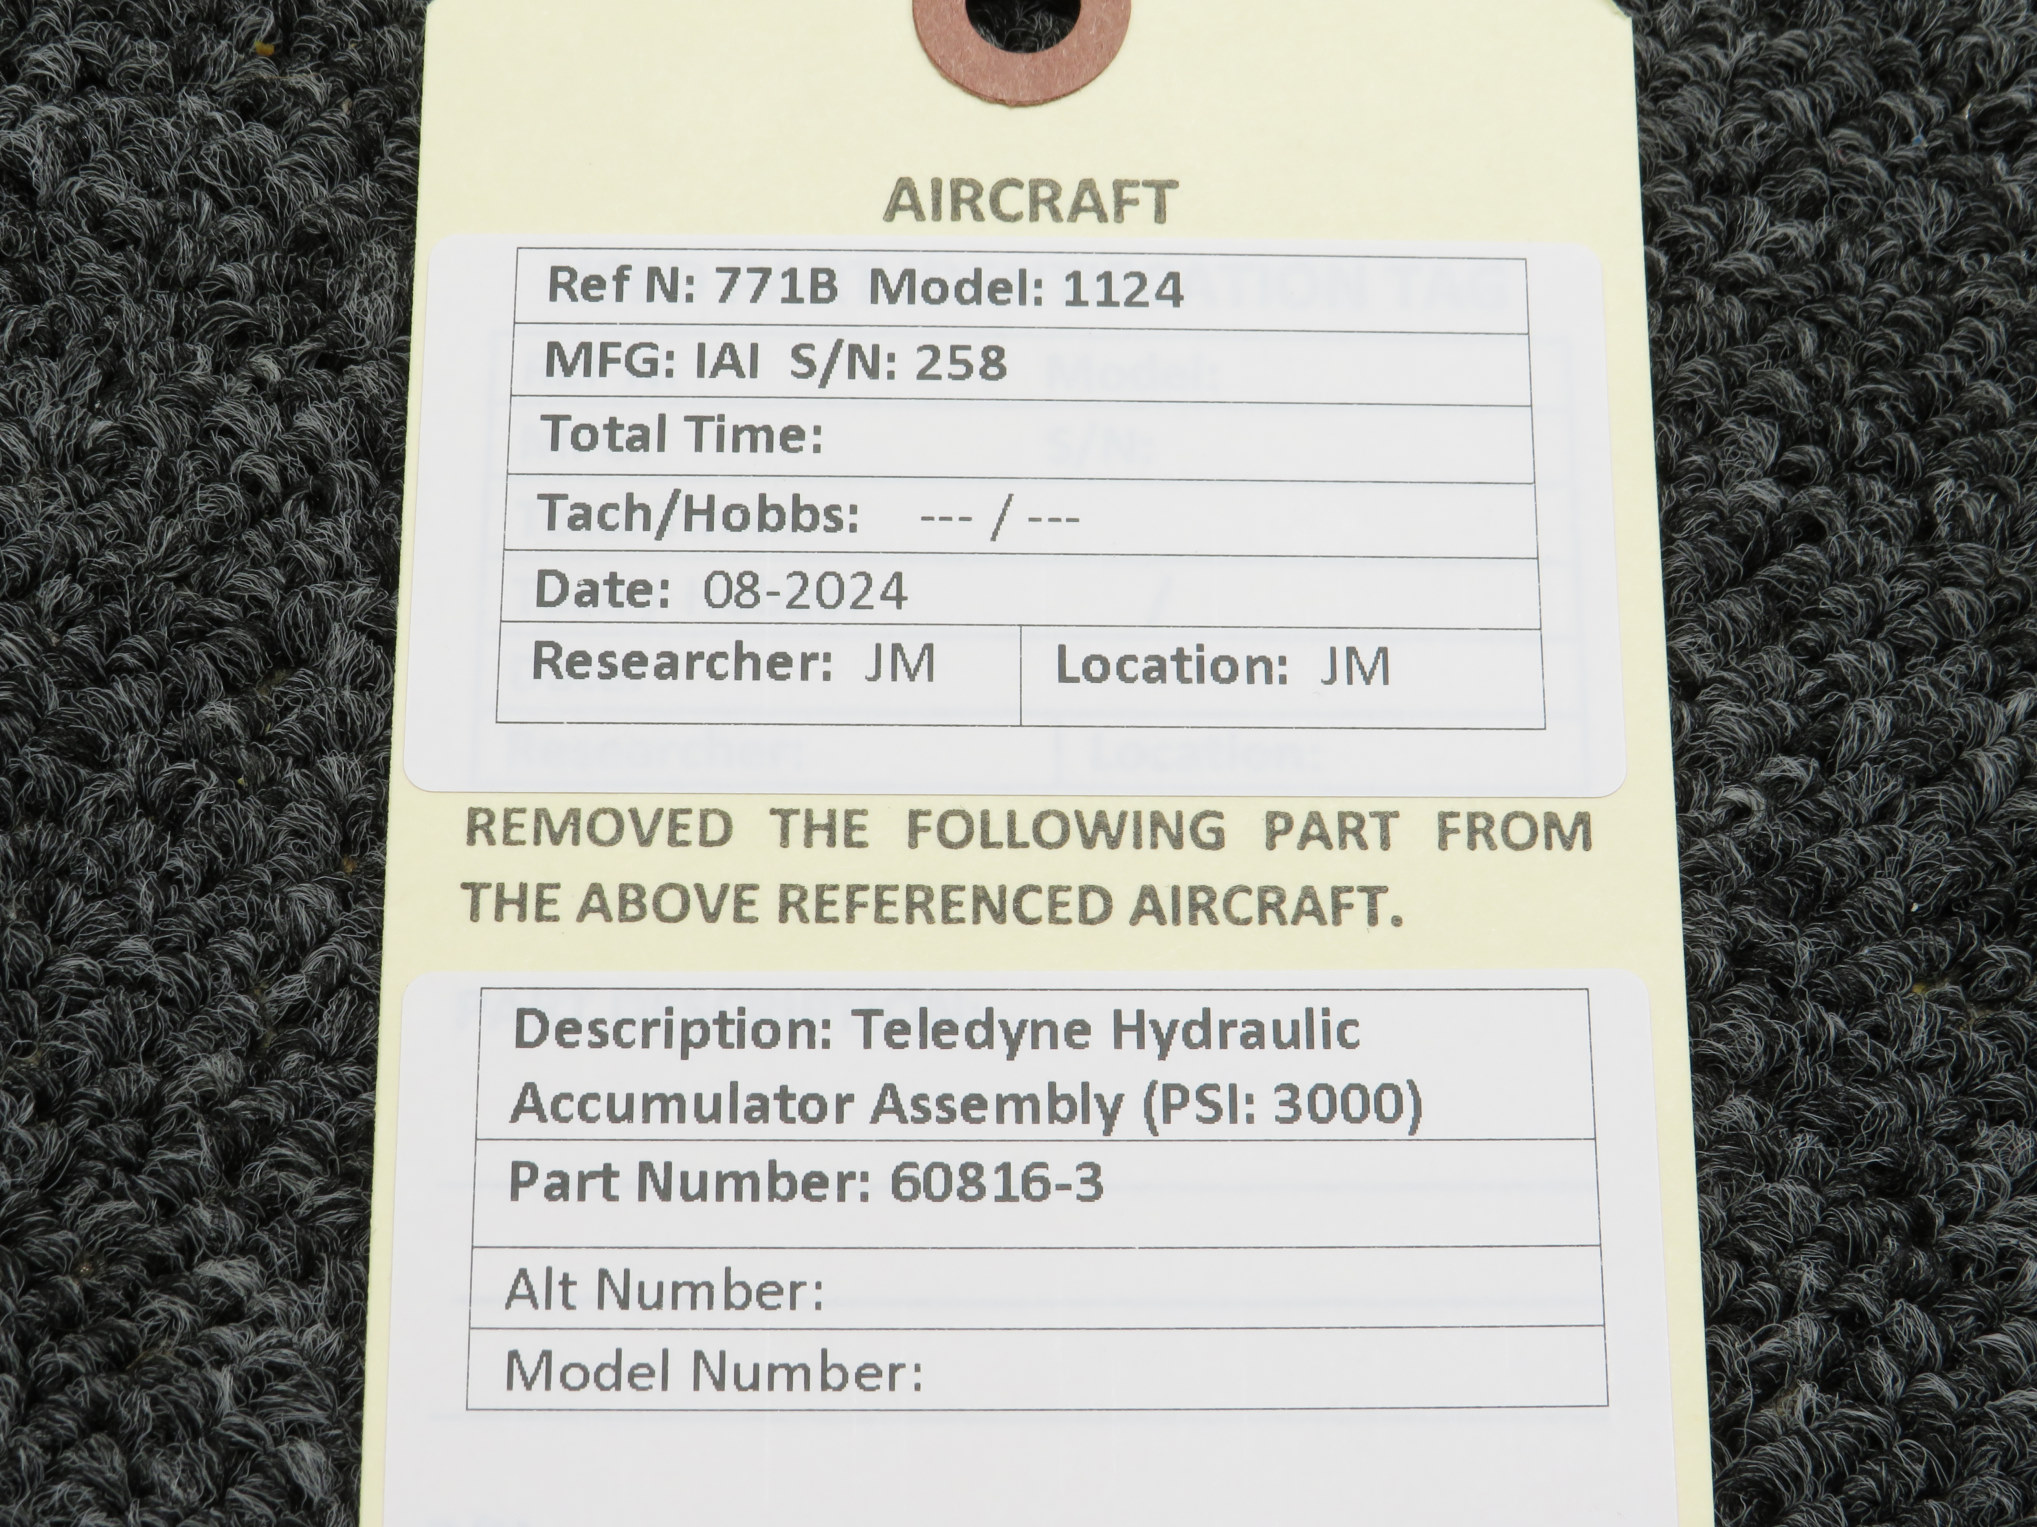 AIRCRAFT
Ref N: 771B Model: 1124
MFG: IAI S/N: 258
Total Time:
Tach/Hobbs: --- / ---
Date: 08-2024
Researcher: JM Location: JM
REMOVED THE FOLLOWING PART FROM
THE ABOVE REFERENCED AIRCRAFT.
Description: Teledyne Hydraulic
Accumulator Assembly (PSI: 3000)
Part Number: 60816-3
Alt Number:
Model Number: